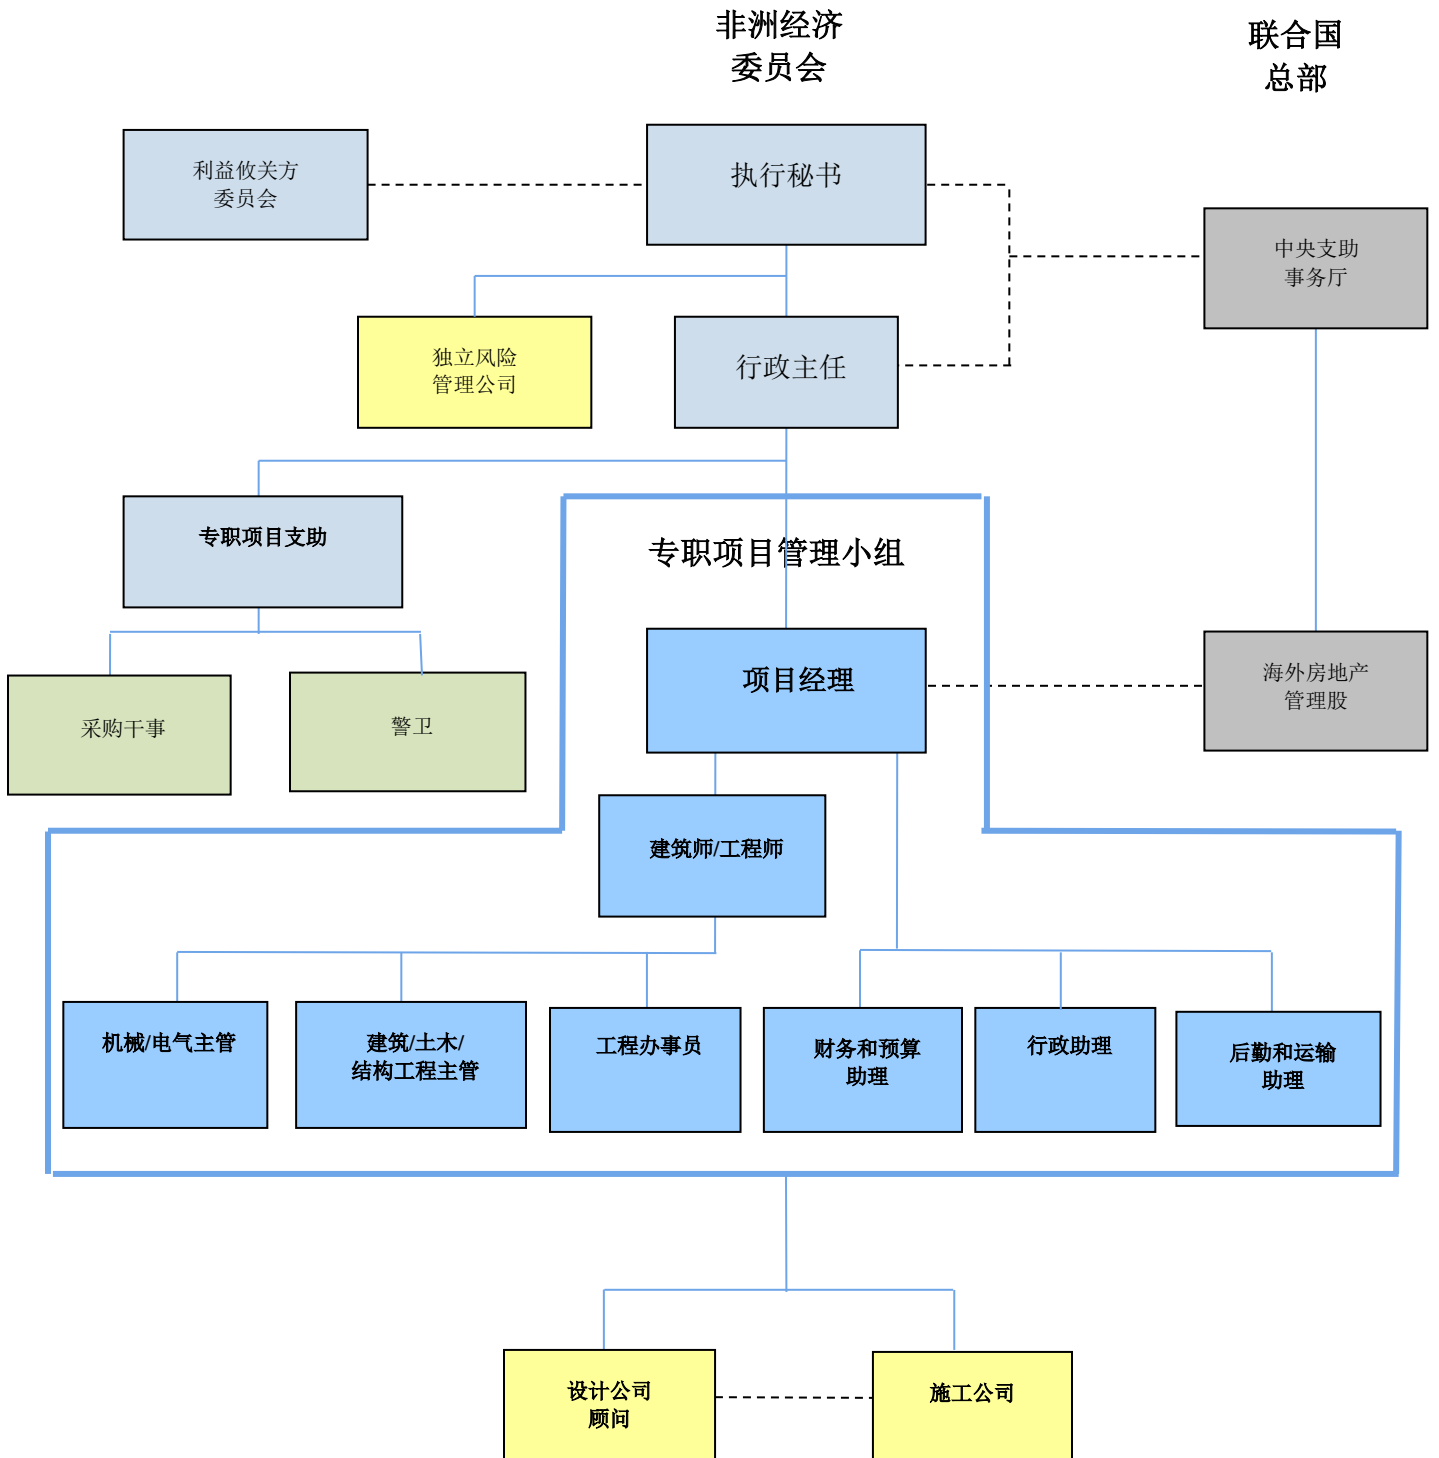 非洲经济
委员会
联合国
总部
利益攸关方
委员会
执行秘书
中央支助
事务厅
独立风险
管理公司
行政主任
专职项目支助
专职项目管理小组
项目经理
海外房地产
管理股
采购干事
警卫
建筑师/工程师
机械/电气主管
建筑/土木/
结构工程主管
工程办事员
财务和预算
助理
行政助理
后勤和运输
助理
设计公司
顾问
施工公司